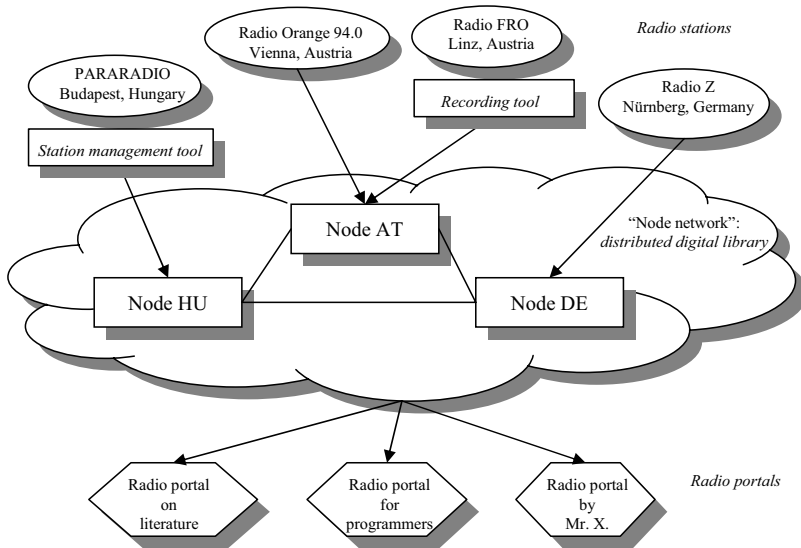 Radio Orange 94.0
Vienna, Austria
Radio FRO
Linz, Austria
Radio stations
PARARADIO
Budapest, Hungary
Recording tool
Radio Z
Nürnberg, Germany
Station management tool
Node AT
“Node network”:
distributed digital library
Node HU
Node DE
Radio portal
on
literature
Radio portal
for
programmers
Radio portal
by
Mr. X.
Radio portals